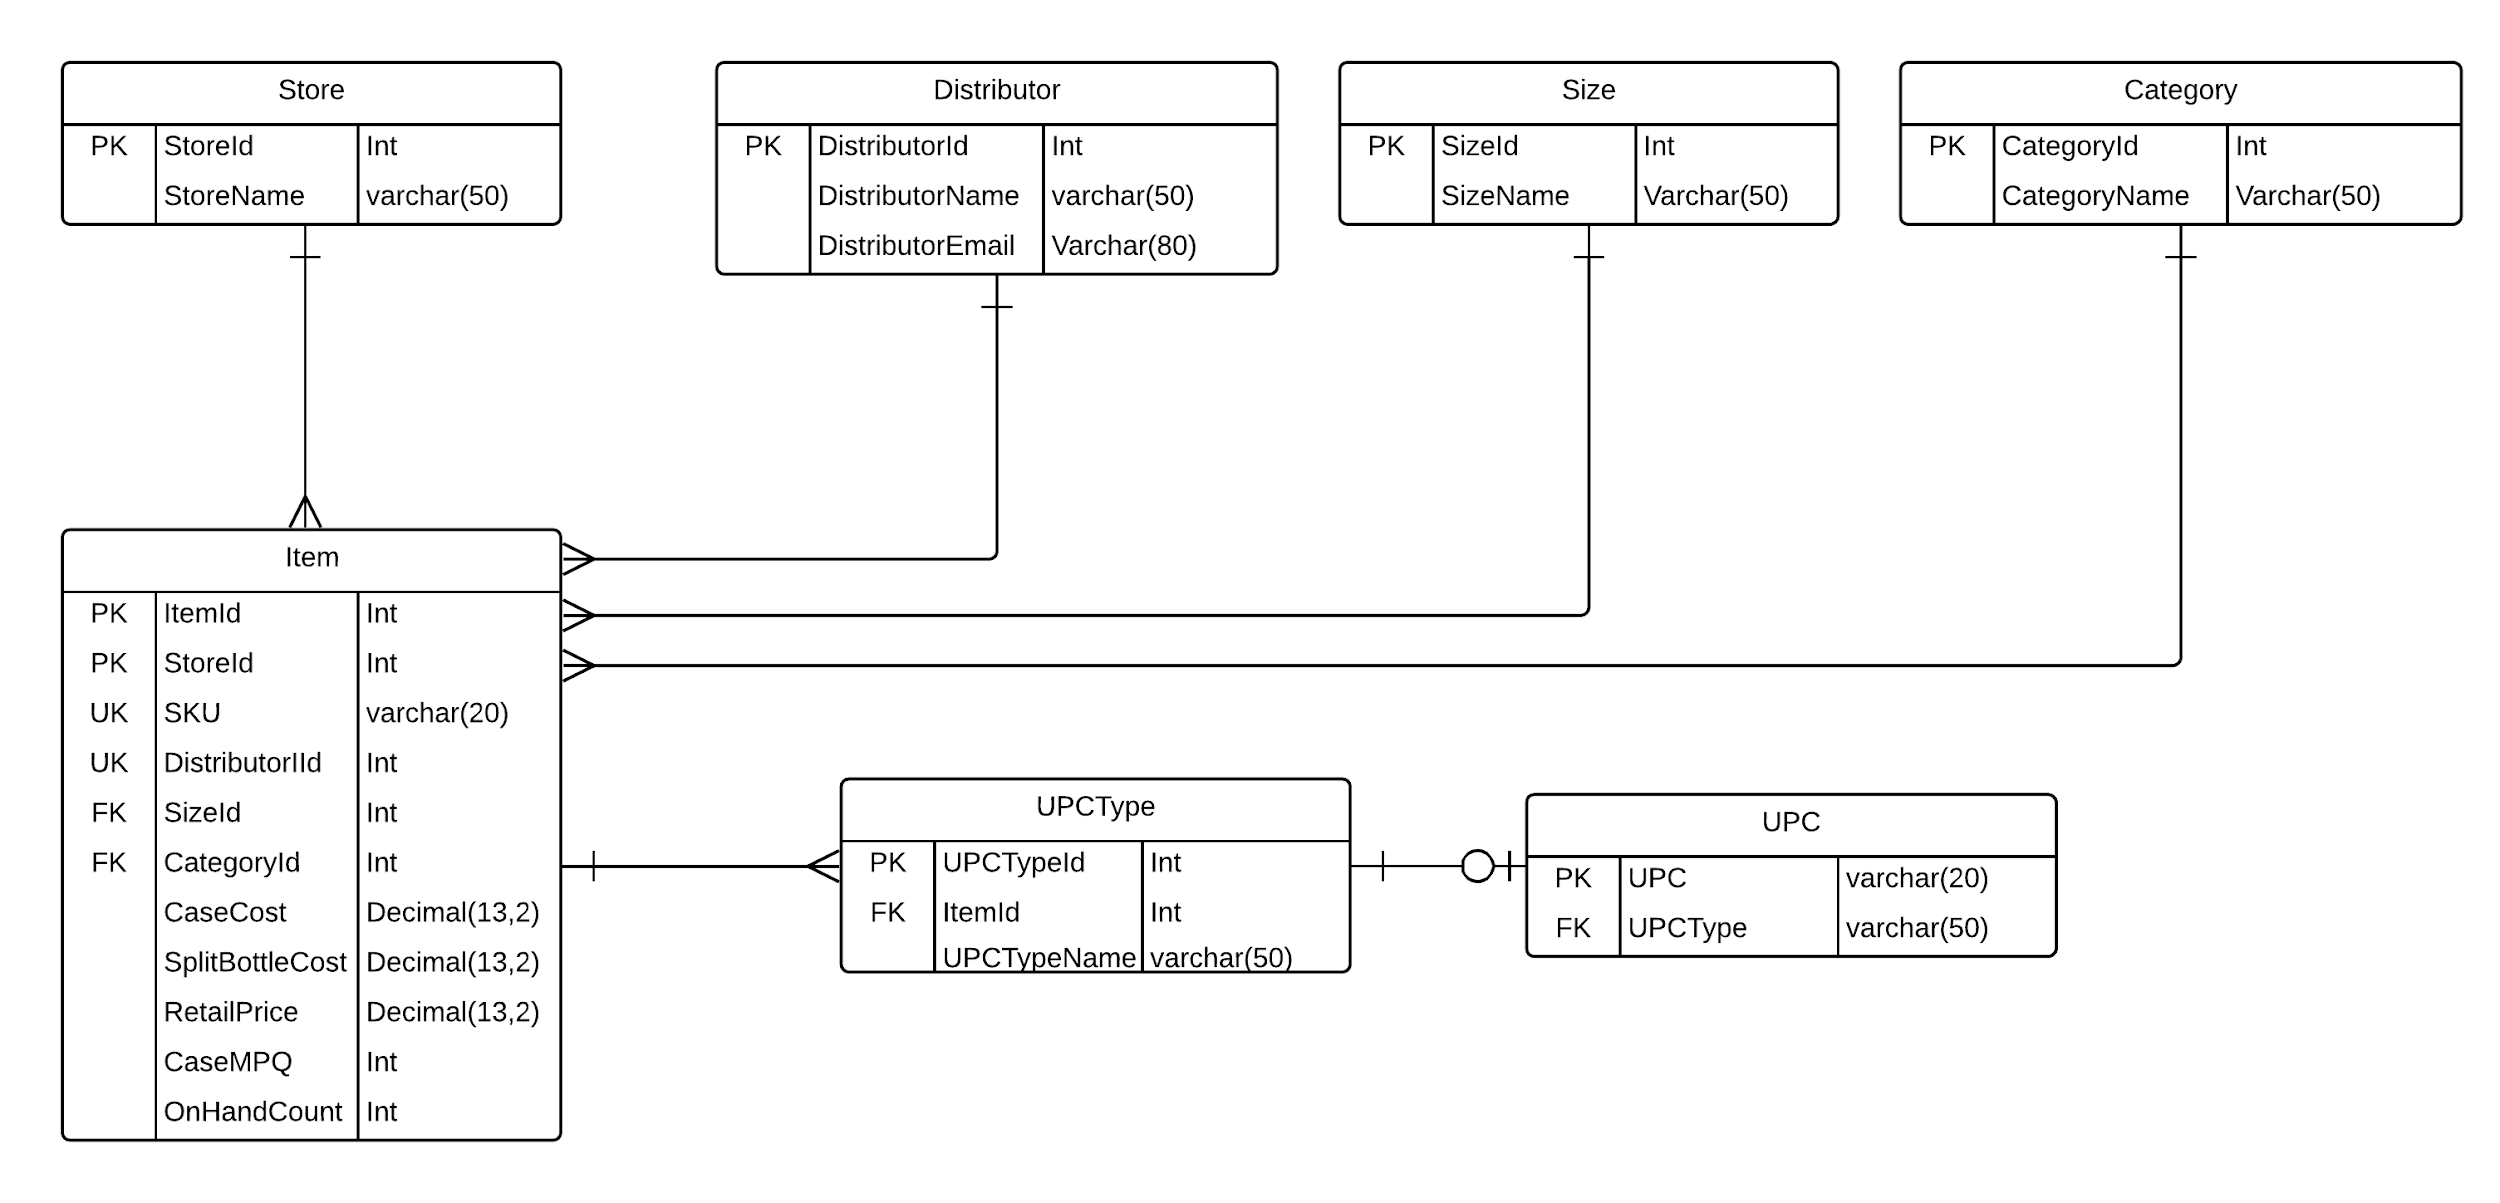 Store
PK StoreId Int
StoreName varchar(50)
Distributor
PK DistributorId Int
DistributorName varchar(50)
DistributorEmail Varchar(80)
Size
PK SizeId Int
SizeName Varchar(50)
Category
PK CategoryId Int
CategoryName Varchar(50)
Item
PK ItemId Int
PK StoreId Int
UK SKU varchar(20)
UK DistributorIId Int
FK SizeId Int
FK CategoryId Int
CaseCost Decimal(13,2)
SplitBottleCost Decimal(13,2)
RetailPrice Decimal(13,2)
CaseMPQ Int
OnHandCount Int
UPCType
PK UPCTypeId Int
FK ItemId Int
UPCTypeName varchar(50)
UPC
PK UPC varchar(20)
FK UPCType varchar(50)